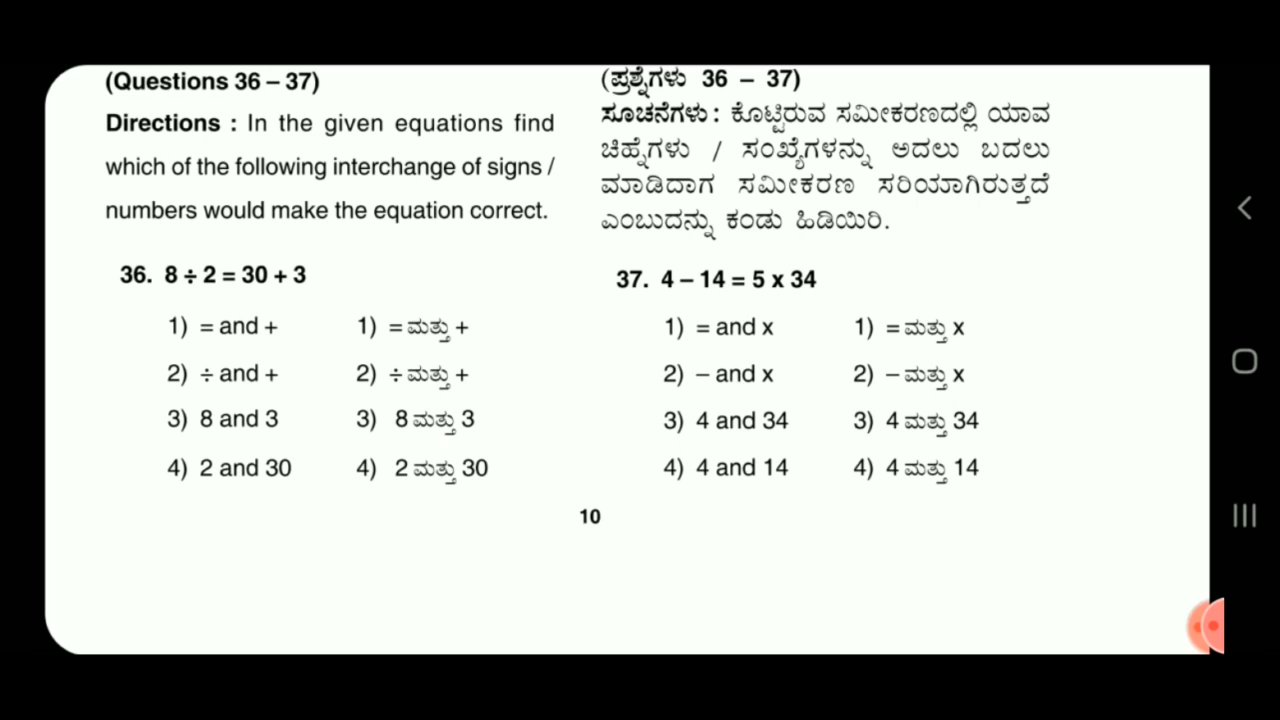 (Questions 36 – 37)
Directions : In the given equations find
which of the following interchange of signs /
numbers would make the equation correct.
36. 8 ÷ 2 = 30 + 3
1) = and + 1) = ಮತ್ತು +
2) ÷ and + 2) ÷ ಮತ್ತು +
3) 8 and 3 3) 8 ಮತ್ತು 3
4) 2 and 30 4) 2 ಮತ್ತು 30
(ಪ್ರಶ್ನೆಗಳು 36 – 37)
ಸೂಚನೆಗಳು : ಕೊಟ್ಟಿರುವ ಸಮೀಕರಣದಲ್ಲಿ ಯಾವ
ಚಿಹ್ನೆಗಳು / ಸಂಖ್ಯೆಗಳನ್ನು ಅದಲು ಬದಲು
ಮಾಡಿದಾಗ ಸಮೀಕರಣ ಸರಿಯಾಗಿರುತ್ತದೆ
ಎಂಬುದನ್ನು ಕಂಡು ಹಿಡಿಯಿರಿ.
37. 4 – 14 = 5 x 34
1) = and x 1) = ಮತ್ತು x
2) – and x 2) – ಮತ್ತು x
3) 4 and 34 3) 4 ಮತ್ತು 34
4) 4 and 14 4) 4 ಮತ್ತು 14
10